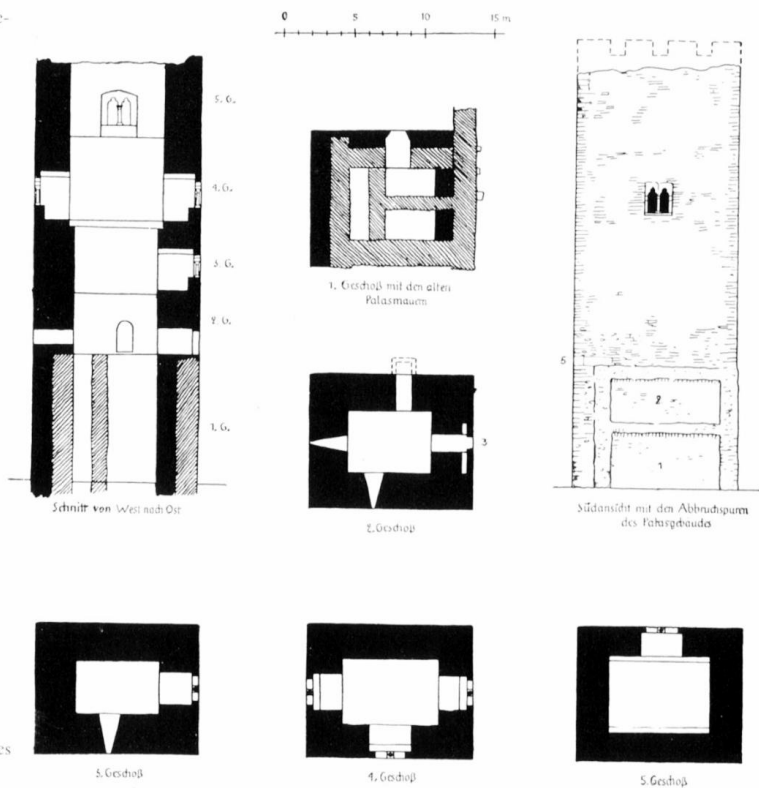 0 5 10 15 m
5. G.
4. G.
3. G.
2. G.
1. G.
Schnitt von West nach Ost
1. Geschoß mit den alten
Palasmauern
3
2. Geschoß
5
2
1
Südansicht mit den Abbruchspuren
des Palasgebäudes
3. Geschoß
4. Geschoß
5. Geschoß
es